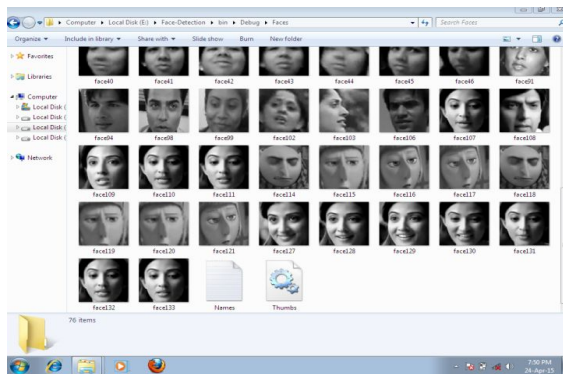 Computer ▸ Local Disk (E:) ▸ Face-Detection ▸ bin ▸ Debug ▸ Faces
Search Faces
Organize Include in library Share with Slide show Burn New folder
Favorites
Libraries
Computer
Local Disk (
Local Disk (
Local Disk (
Local Disk (
Network
face40 face41 face42 face43 face44 face45 face46 face91
face94 face98 face99 face102 face103 face106 face107 face108
face109 face110 face111 face114 face115 face116 face117 face118
face119 face120 face121 face127 face128 face129 face130 face131
face132 face133 Names Thumbs
76 items
7:50 PM
24-Apr-15